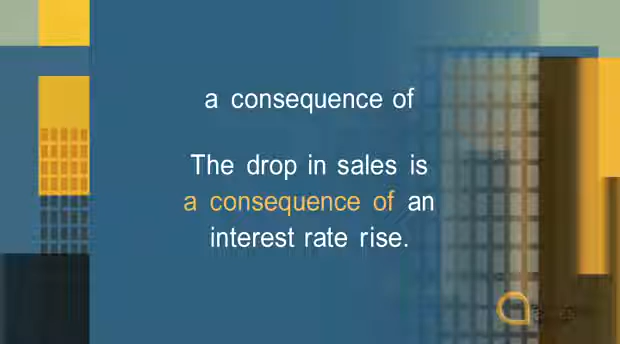 a consequence of
The drop in sales is
a consequence of an
interest rate rise.